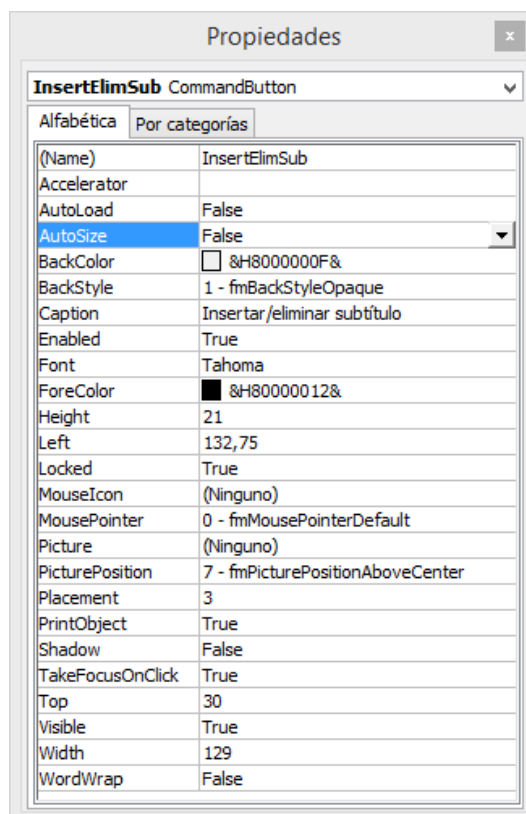 Propiedades
x
InsertElimSub CommandButton
Alfabética Por categorías
(Name) InsertElimSub
Accelerator
AutoLoad False
AutoSize False
BackColor &H8000000F&
BackStyle 1 - fmBackStyleOpaque
Caption Insertar/eliminar subtítulo
Enabled True
Font Tahoma
ForeColor &H80000012&
Height 21
Left 132,75
Locked True
MouseIcon (Ninguno)
MousePointer 0 - fmMousePointerDefault
Picture (Ninguno)
PicturePosition 7 - fmPicturePositionAboveCenter
Placement 3
PrintObject True
Shadow False
TakeFocusOnClick True
Top 30
Visible True
Width 129
WordWrap False